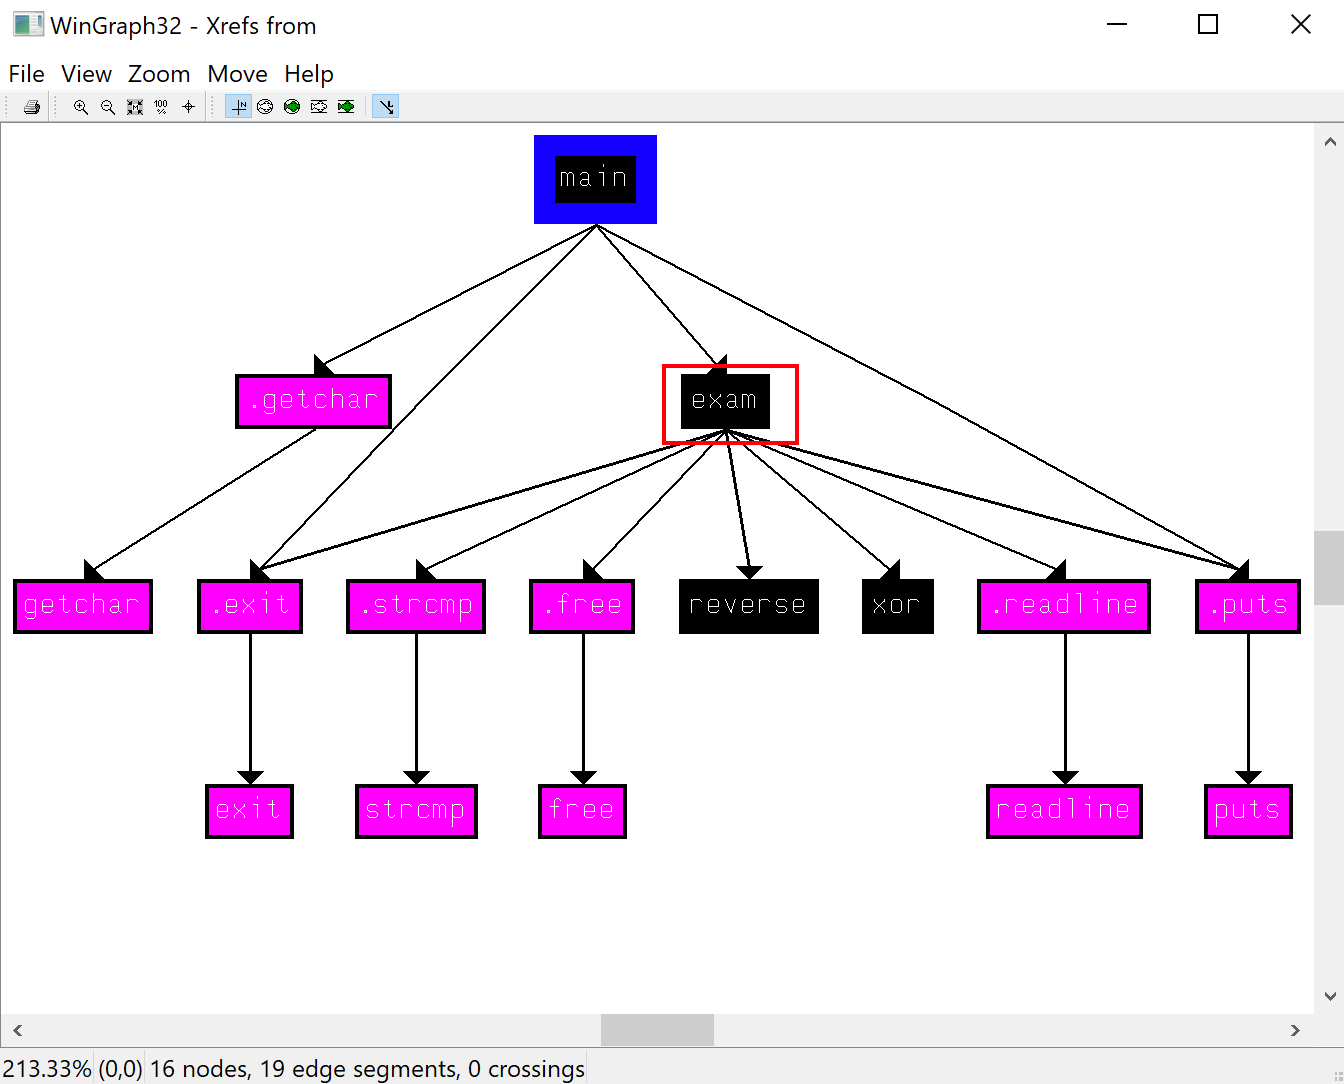 WinGraph32 - Xrefs from
File View Zoom Move Help
100 %
N
main
.getchar
exam
getchar
.exit
.strcmp
.free
reverse
xor
.readline
.puts
exit
strcmp
free
readline
puts
213.33% (0,0) 16 nodes, 19 edge segments, 0 crossings